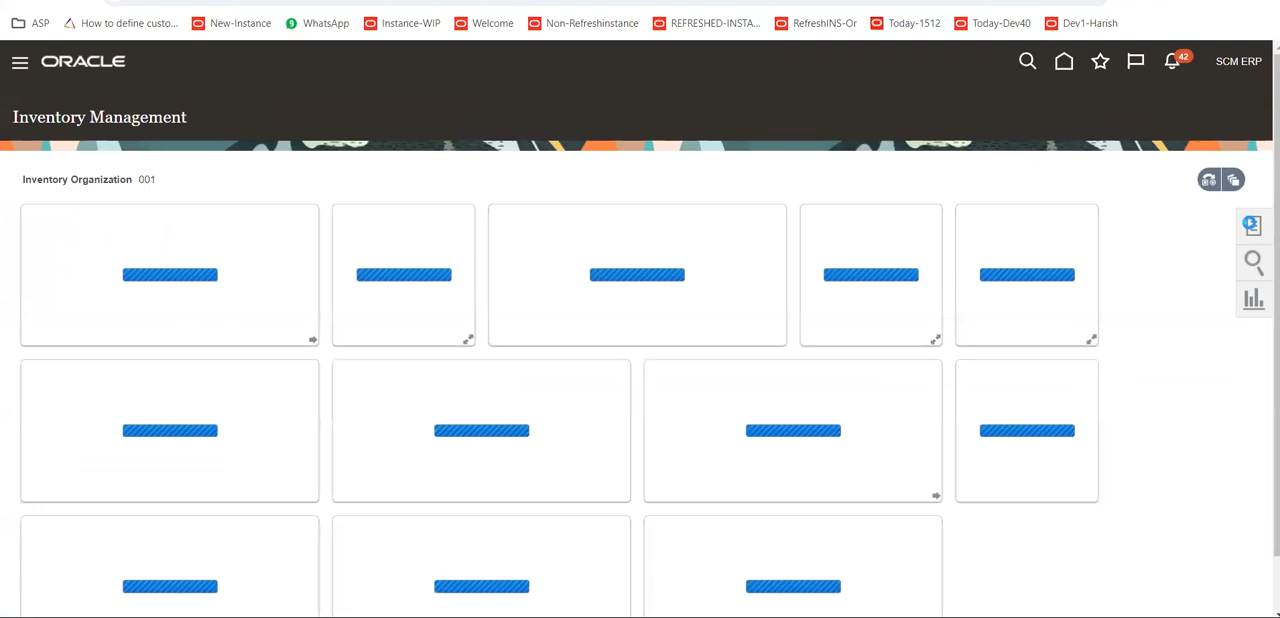 ASP How to define custo... New-Instance WhatsApp Instance-WIP Welcome Non-Refreshinstance REFRESHED-INSTA... RefreshINS-Or Today-1512 Today-Dev40 Dev1-Harish
ORACLE 42 SCM ERP
Inventory Management
Inventory Organization 001